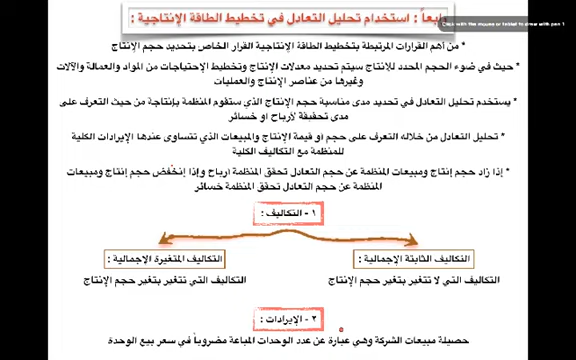 رابعاً : استخدام تحليل التعادل في تخطيط الطاقة الإنتاجية :
* من أهم القرارات المرتبطة بتخطيط الطاقة الإنتاجية القرار الخاص بتحديد حجم الإنتاج
* حيث في ضوء الحجم المحدد للإنتاج سيتم تحديد معدلات الإنتاج وتخطيط الإحتياجات من المواد والعمالة والآلات
وغيرها من عناصر الإنتاج والعمليات
* يستخدم تحليل التعادل في تحديد مدى مناسبة حجم الإنتاج الذي ستقوم المنظمة بإنتاجة من حيث التعرف على
مدى تحقيقة لأرباح او خسائر
* تحليل التعادل من خلاله التعرف على حجم او قيمة الإنتاج والمبيعات الذي تتساوى عندها الإيرادات الكلية
للمنظمة مع التكاليف الكلية
* إذا زاد حجم إنتاج ومبيعات المنظمة عن حجم التعادل تحقق المنظمة ارباح وإذا إنخفض حجم إنتاج ومبيعات
المنظمة عن حجم التعادل تحقق المنظمة خسائر
١ - التكاليف :
التكاليف الثابتة الإجمالية :
التكاليف المتغيرة الإجمالية :
التكاليف التي لا تتغير بتغير حجم الإنتاج
التكاليف التي تتغير بتغير حجم الإنتاج
٢ - الإيرادات :
حصيلة مبيعات الشركة وهي عبارة عن عدد الوحدات المباعة مضروباً في سعر بيع الوحدة